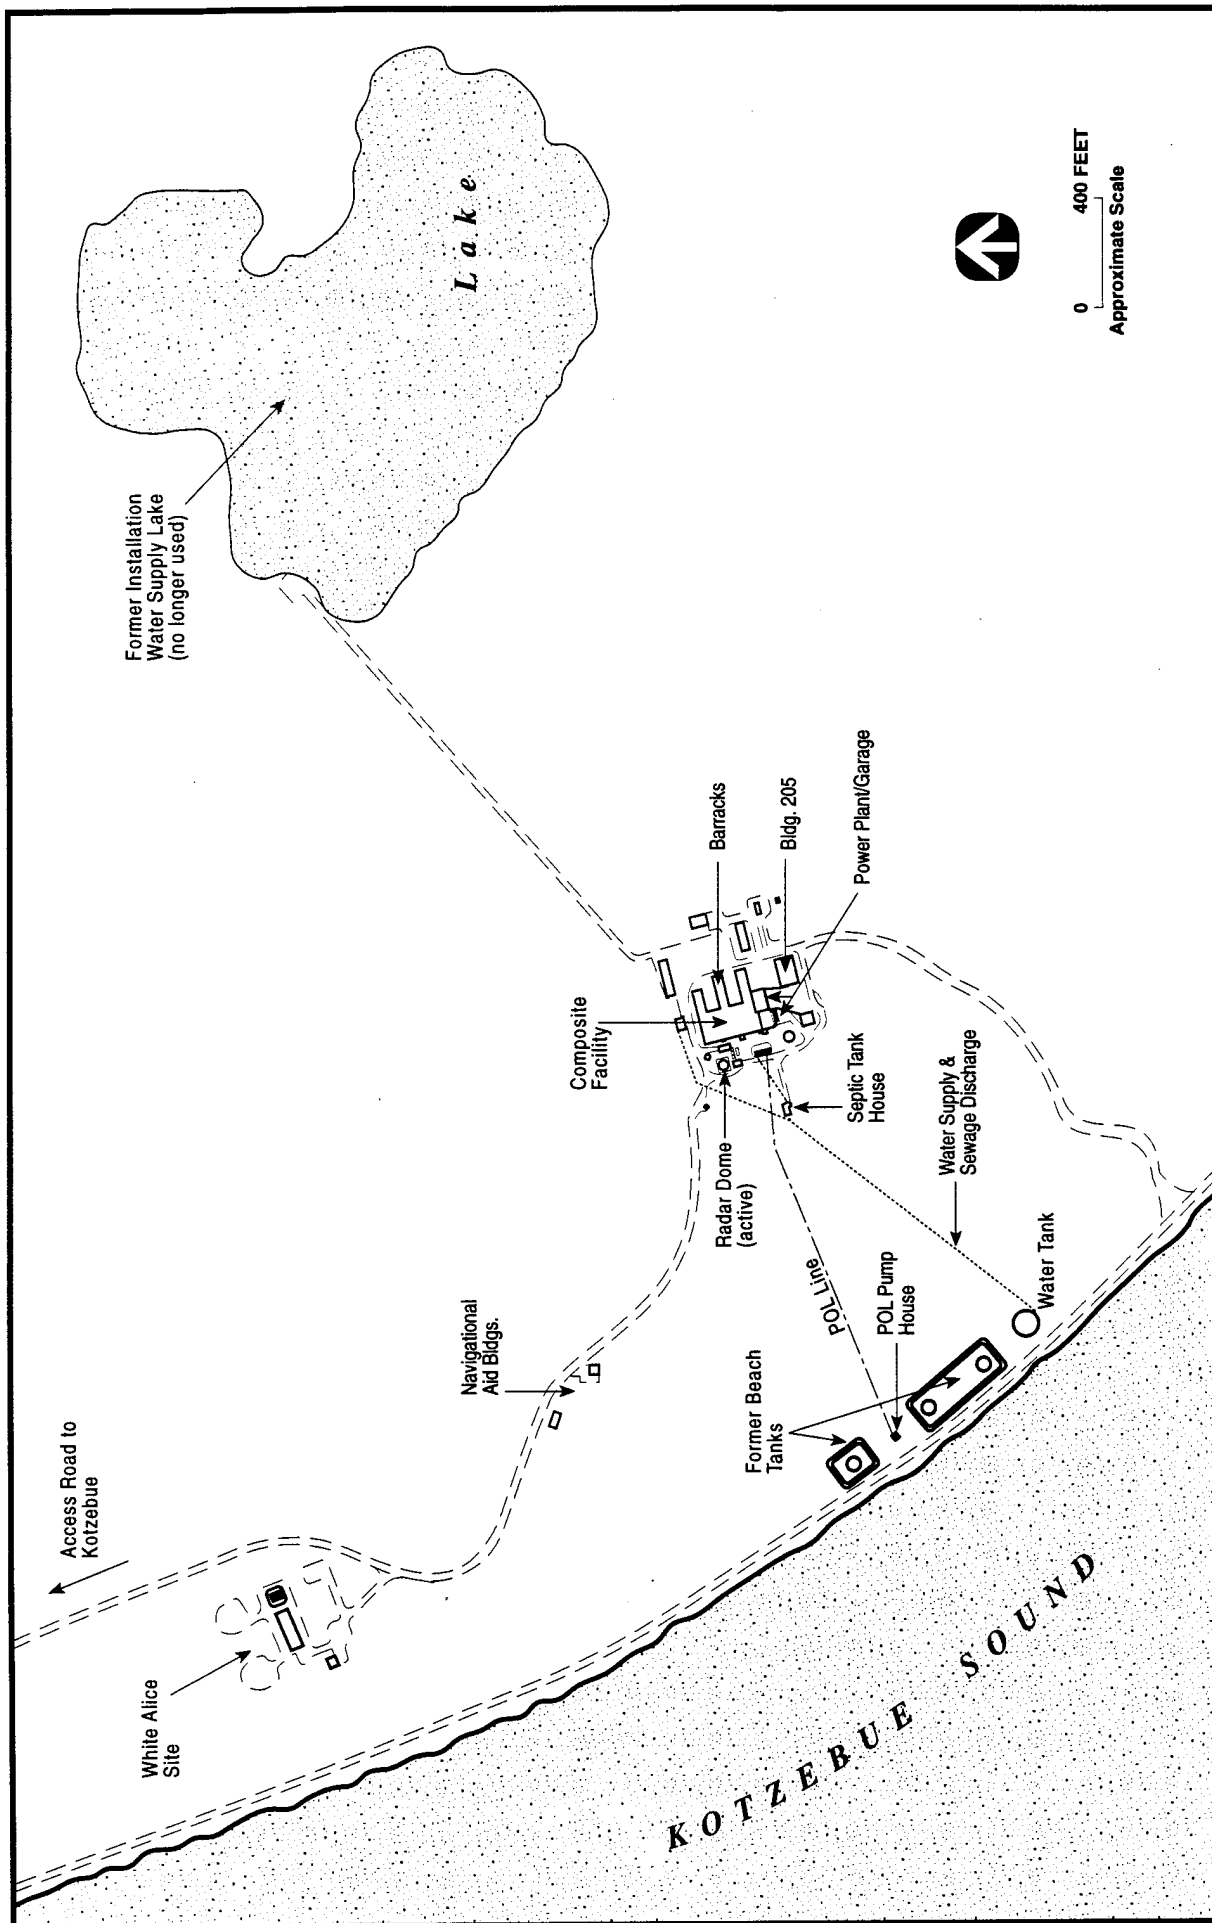 Access Road to
Kotzebue
White Alice
Site
Navigational
Aid Bldgs.
Former Installation
Water Supply Lake
(no longer used)
Lake
Composite
Facility
Barracks
Bldg. 205
Power Plant/Garage
Radar Dome
(active)
Septic Tank
House
Water Supply &
Sewage Discharge
POL Line
POL Pump
House
Former Beach
Tanks
Water Tank
KOTZEBUE SOUND
0 400 FEET
Approximate Scale